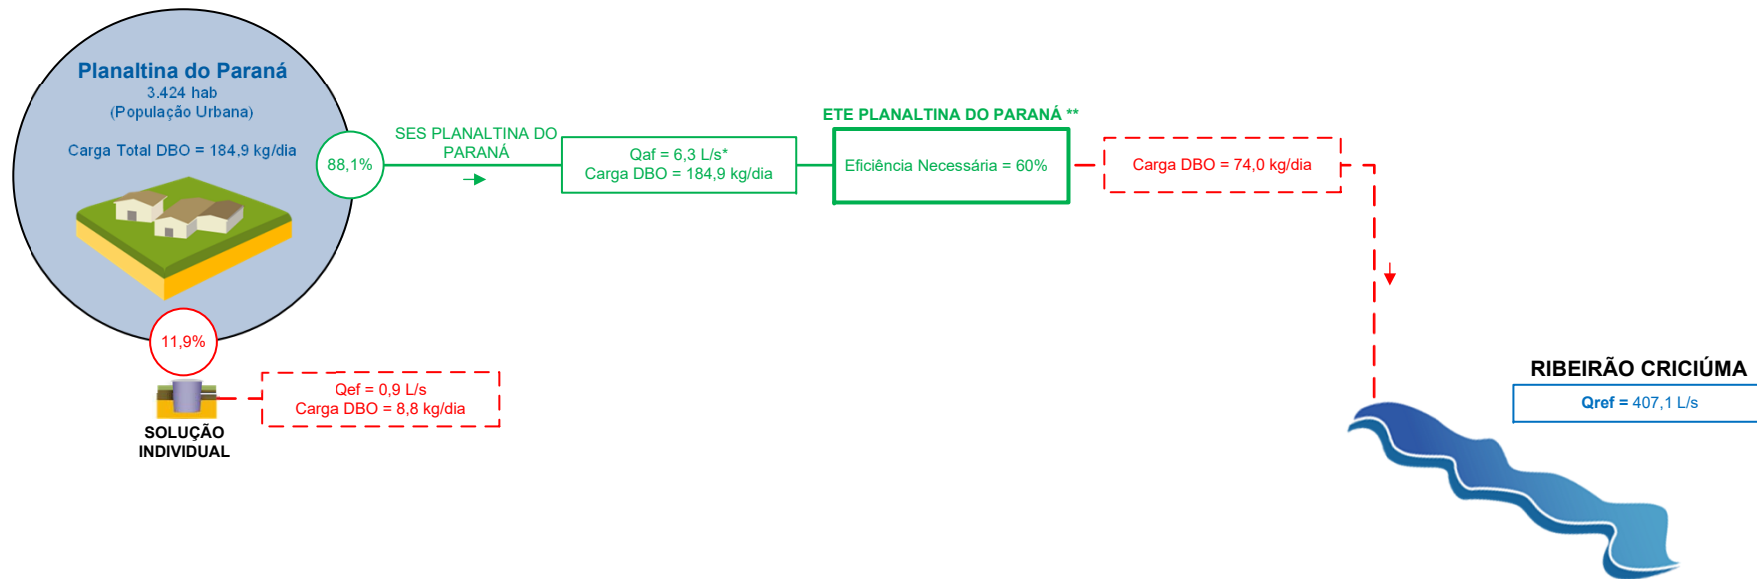 Planaltina do Paraná
3.424 hab
(População Urbana)
Carga Total DBO = 184,9 kg/dia
88,1%
SES PLANALTINA DO
PARANÁ
Qaf = 6,3 L/s*
Carga DBO = 184,9 kg/dia
ETE PLANALTINA DO PARANÁ **
Eficiência Necessária = 60%
Carga DBO = 74,0 kg/dia
11,9%
Qef = 0,9 L/s
Carga DBO = 8,8 kg/dia
SOLUÇÃO
INDIVIDUAL
RIBEIRÃO CRICIÚMA
Qref = 407,1 L/s